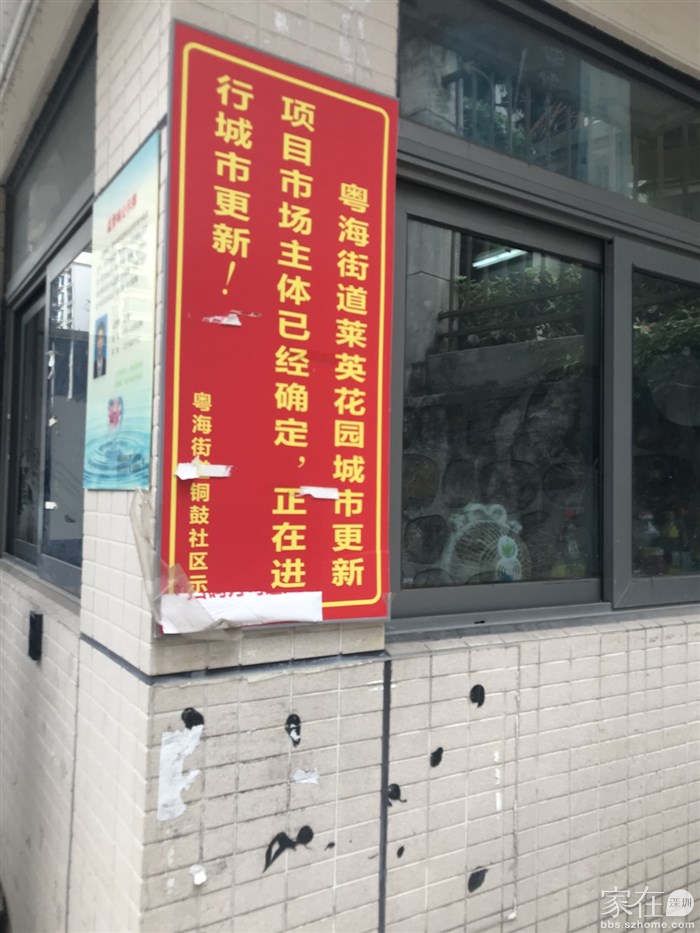 粤海街道莱英花园城市更新
项目市场主体已经确定，正在进
行城市更新！
粤海街 铜鼓社区示
家在深圳
bbs.szhome.com